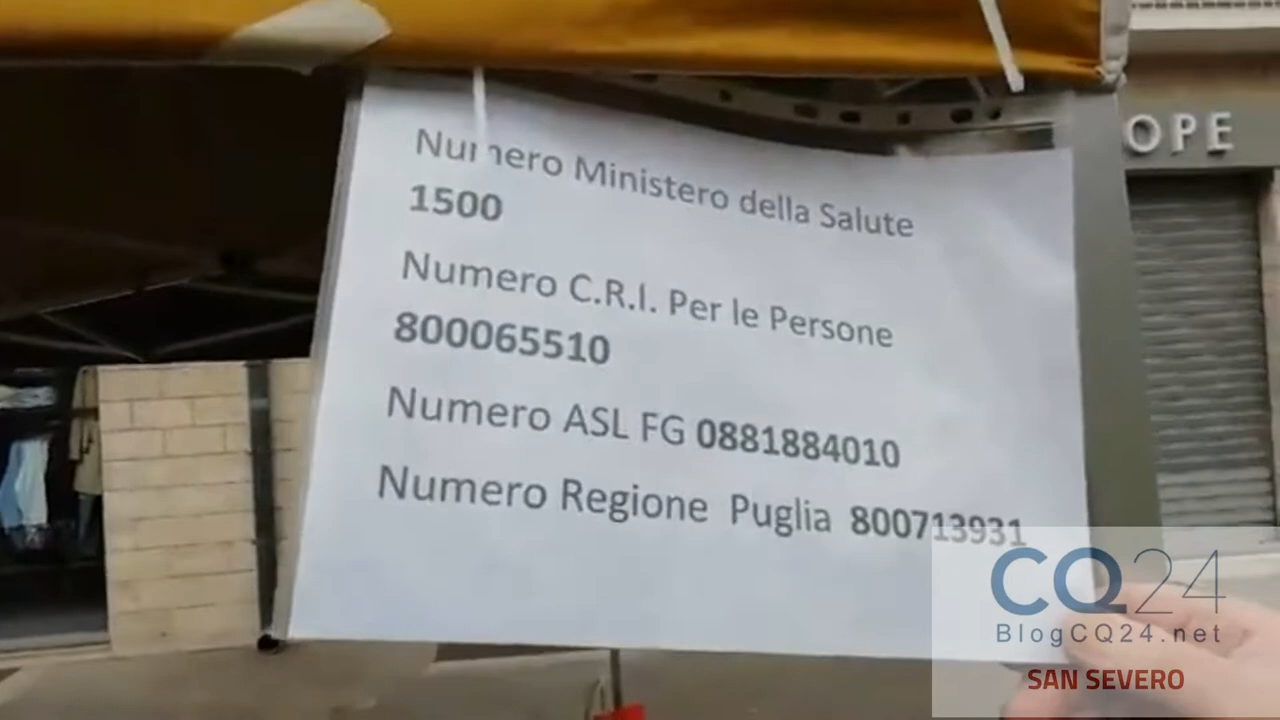 Numero Ministero della Salute
1500
Numero C.R.I. Per le Persone
800065510
Numero ASL FG 0881884010
Numero Regione Puglia 800713931
OPE
CQ24
BlogCQ24.net
SAN SEVERO